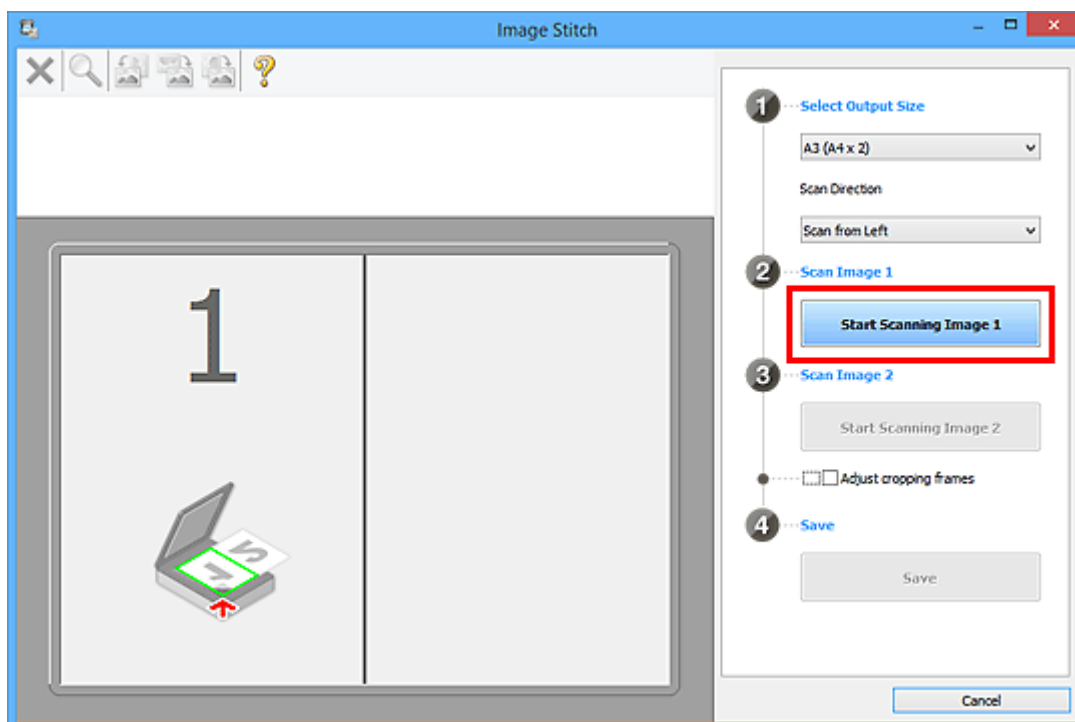 Image Stitch
1
1
Select Output Size
A3 (A4 x 2)
Scan Direction
Scan from Left
2
Scan Image 1
Start Scanning Image 1
3
Scan Image 2
Start Scanning Image 2
Adjust cropping frames
4
Save
Save
Cancel